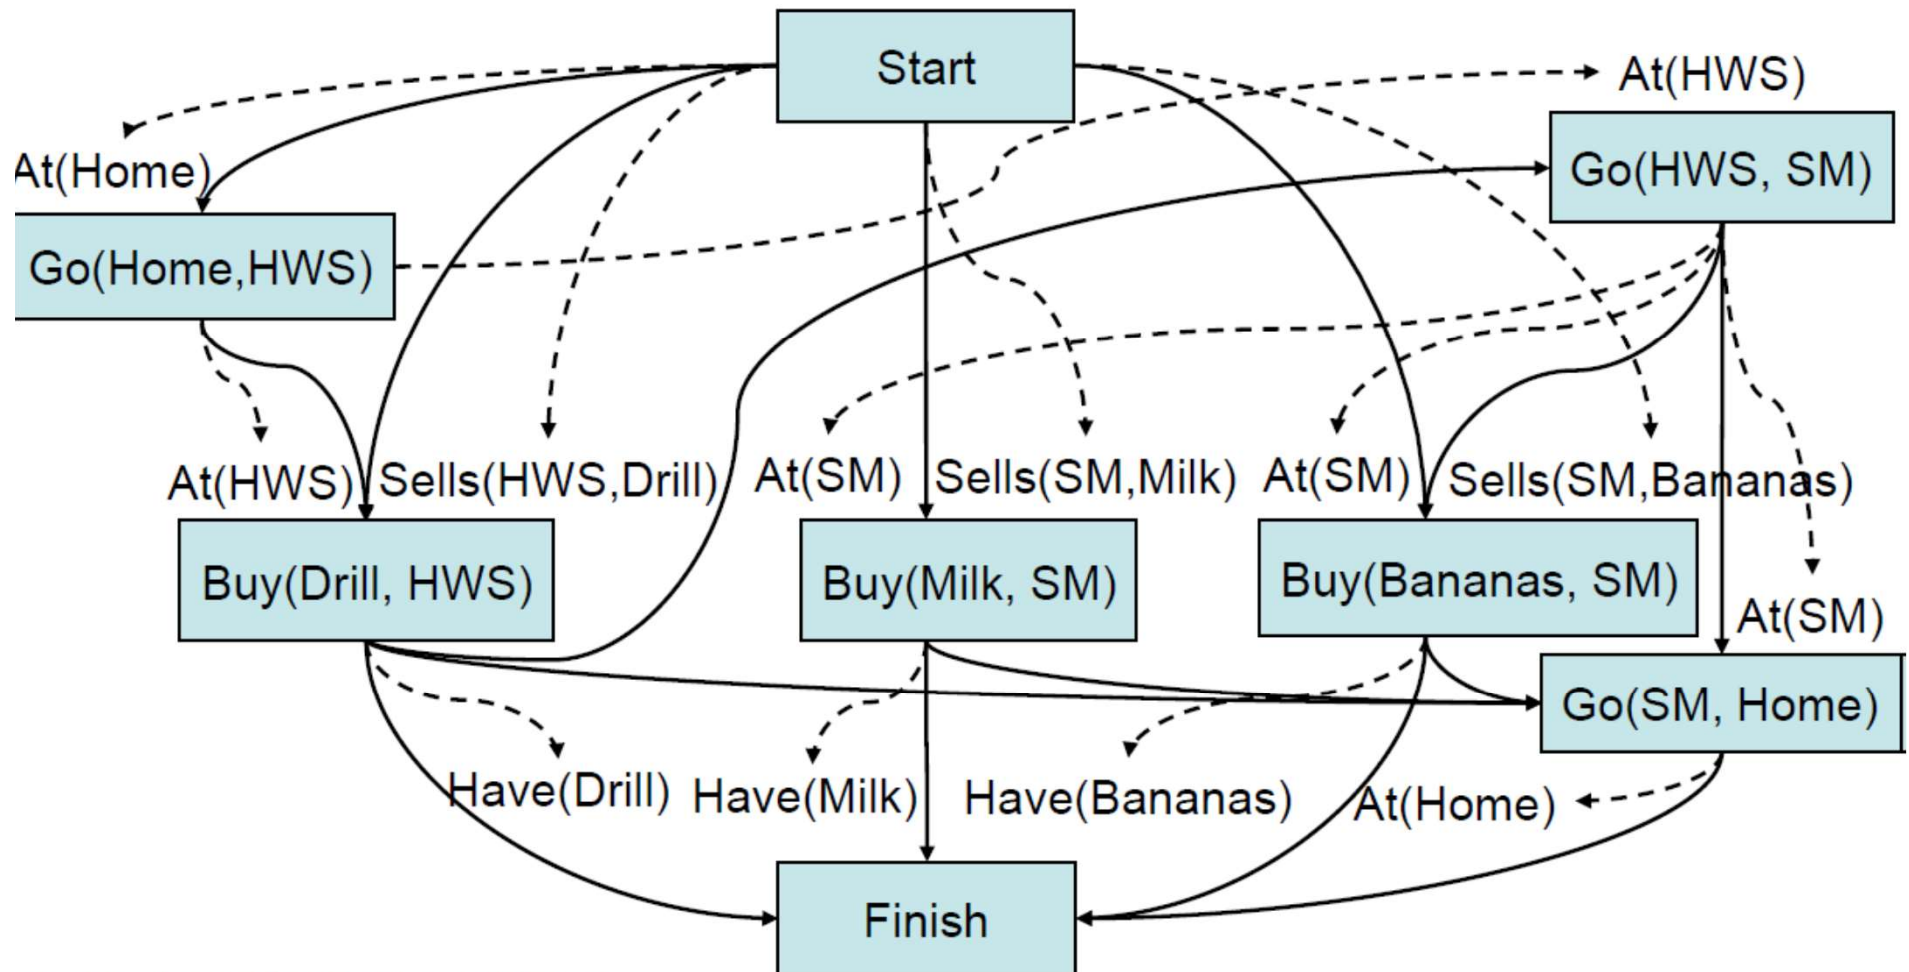 Start
At(HWS)
At(Home)
Go(HWS, SM)
Go(Home,HWS)
At(HWS)
Sells(HWS,Drill)
At(SM)
Sells(SM,Milk)
At(SM)
Sells(SM,Bananas)
Buy(Drill, HWS)
Buy(Milk, SM)
Buy(Bananas, SM)
At(SM)
Go(SM, Home)
Have(Drill)
Have(Milk)
Have(Bananas)
At(Home)
Finish